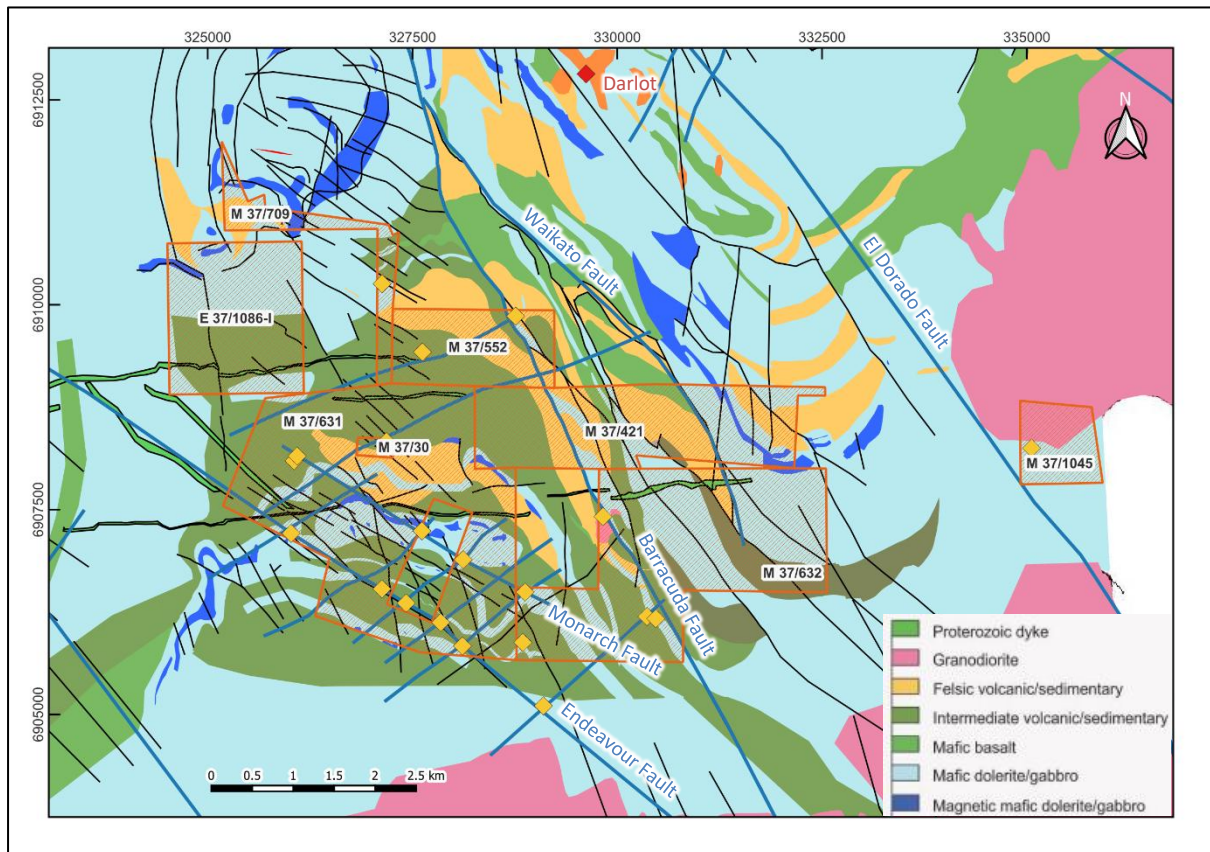 325000 327500 330000 332500 335000
6912500
Darlot
N
M 37/709
Waikato Fault
El Dorado Fault
6910000
E 37/1086-I
M 37/552
M 37/631
M 37/421
M 37/30
M 37/1045
6907500
Barracuda Fault
M 37/632
Monarch Fault
6905000
Endeavour Fault
0 0.5 1 1.5 2 2.5 km
Proterozoic dyke
Granodiorite
Felsic volcanic/sedimentary
Intermediate volcanic/sedimentary
Mafic basalt
Mafic dolerite/gabbro
Magnetic mafic dolerite/gabbro